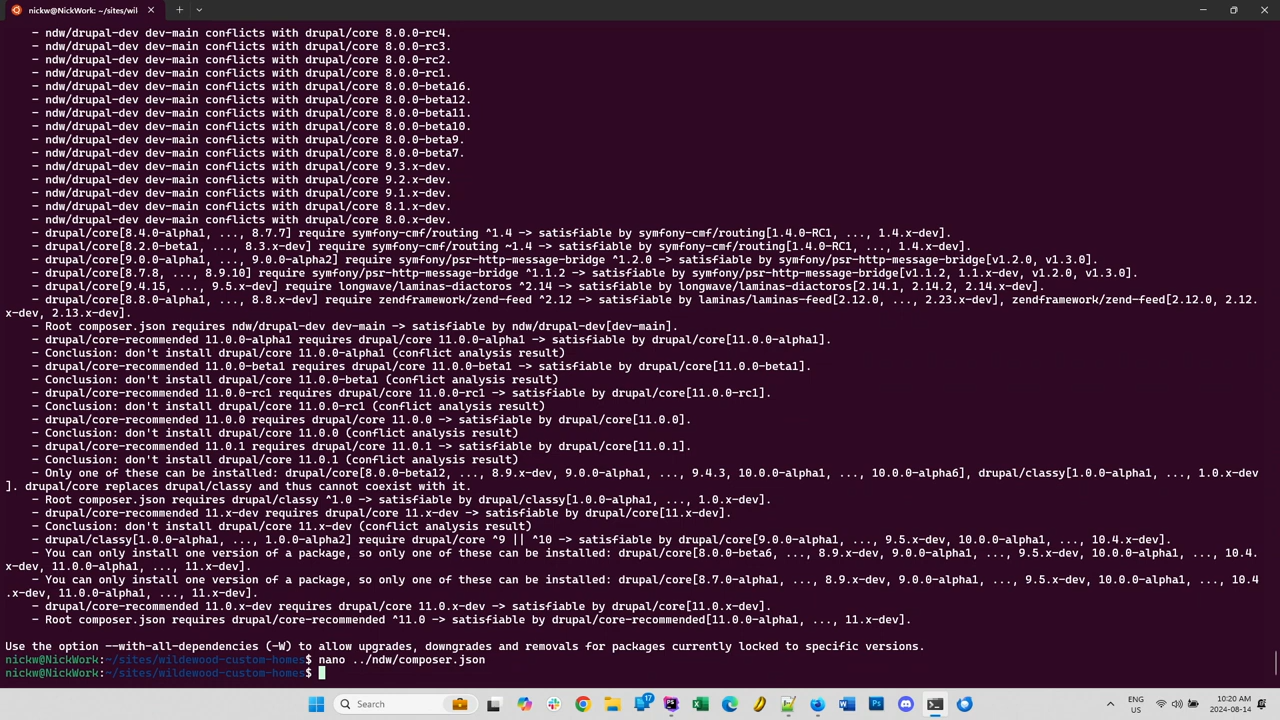 nickw@NickWork: ~/sites/wil
- ndw/drupal-dev dev-main conflicts with drupal/core 8.0.0-rc4.
- ndw/drupal-dev dev-main conflicts with drupal/core 8.0.0-rc3.
- ndw/drupal-dev dev-main conflicts with drupal/core 8.0.0-rc2.
- ndw/drupal-dev dev-main conflicts with drupal/core 8.0.0-rc1.
- ndw/drupal-dev dev-main conflicts with drupal/core 8.0.0-beta16.
- ndw/drupal-dev dev-main conflicts with drupal/core 8.0.0-beta12.
- ndw/drupal-dev dev-main conflicts with drupal/core 8.0.0-beta11.
- ndw/drupal-dev dev-main conflicts with drupal/core 8.0.0-beta10.
- ndw/drupal-dev dev-main conflicts with drupal/core 8.0.0-beta9.
- ndw/drupal-dev dev-main conflicts with drupal/core 8.0.0-beta7.
- ndw/drupal-dev dev-main conflicts with drupal/core 9.3.x-dev.
- ndw/drupal-dev dev-main conflicts with drupal/core 9.2.x-dev.
- ndw/drupal-dev dev-main conflicts with drupal/core 9.1.x-dev.
- ndw/drupal-dev dev-main conflicts with drupal/core 8.1.x-dev.
- ndw/drupal-dev dev-main conflicts with drupal/core 8.0.x-dev.
- drupal/core[8.4.0-alpha1, ..., 8.7.7] require symfony-cmf/routing ^1.4 -> satisfiable by symfony-cmf/routing[1.4.0-RC1, ..., 1.4.x-dev].
- drupal/core[8.2.0-beta1, ..., 8.3.x-dev] require symfony-cmf/routing ~1.4 -> satisfiable by symfony-cmf/routing[1.4.0-RC1, ..., 1.4.x-dev].
- drupal/core[9.0.0-alpha1, ..., 9.0.0-alpha2] require symfony/psr-http-message-bridge ^1.2.0 -> satisfiable by symfony/psr-http-message-bridge[v1.2.0, v1.3.0].
- drupal/core[8.7.8, ..., 8.9.10] require symfony/psr-http-message-bridge ^1.1.2 -> satisfiable by symfony/psr-http-message-bridge[v1.1.2, 1.1.x-dev, v1.2.0, v1.3.0].
- drupal/core[9.4.15, ..., 9.5.x-dev] require longwave/laminas-diactoros ^2.14 -> satisfiable by longwave/laminas-diactoros[2.14.1, 2.14.2, 2.14.x-dev].
- drupal/core[8.8.0-alpha1, ..., 8.8.x-dev] require zendframework/zend-feed ^2.12 -> satisfiable by laminas/laminas-feed[2.12.0, ..., 2.23.x-dev], zendframework/zend-feed[2.12.0, 2.12.
x-dev, 2.13.x-dev].
- Root composer.json requires ndw/drupal-dev dev-main -> satisfiable by ndw/drupal-dev[dev-main].
- drupal/core-recommended 11.0.0-alpha1 requires drupal/core 11.0.0-alpha1 -> satisfiable by drupal/core[11.0.0-alpha1].
- Conclusion: don't install drupal/core 11.0.0-alpha1 (conflict analysis result)
- drupal/core-recommended 11.0.0-beta1 requires drupal/core 11.0.0-beta1 -> satisfiable by drupal/core[11.0.0-beta1].
- Conclusion: don't install drupal/core 11.0.0-beta1 (conflict analysis result)
- drupal/core-recommended 11.0.0-rc1 requires drupal/core 11.0.0-rc1 -> satisfiable by drupal/core[11.0.0-rc1].
- Conclusion: don't install drupal/core 11.0.0-rc1 (conflict analysis result)
- drupal/core-recommended 11.0.0 requires drupal/core 11.0.0 -> satisfiable by drupal/core[11.0.0].
- Conclusion: don't install drupal/core 11.0.0 (conflict analysis result)
- drupal/core-recommended 11.0.1 requires drupal/core 11.0.1 -> satisfiable by drupal/core[11.0.1].
- Conclusion: don't install drupal/core 11.0.1 (conflict analysis result)
- Only one of these can be installed: drupal/core[8.0.0-beta12, ..., 8.9.x-dev, 9.0.0-alpha1, ..., 9.4.3, 10.0.0-alpha1, ..., 10.0.0-alpha6], drupal/classy[1.0.0-alpha1, ..., 1.0.x-dev
]. drupal/core replaces drupal/classy and thus cannot coexist with it.
- Root composer.json requires drupal/classy ^1.0 -> satisfiable by drupal/classy[1.0.0-alpha1, ..., 1.0.x-dev].
- drupal/core-recommended 11.x-dev requires drupal/core 11.x-dev -> satisfiable by drupal/core[11.x-dev].
- Conclusion: don't install drupal/core 11.x-dev (conflict analysis result)
- drupal/classy[1.0.0-alpha1, ..., 1.0.0-alpha2] require drupal/core ^9 || ^10 -> satisfiable by drupal/core[9.0.0-alpha1, ..., 9.5.x-dev, 10.0.0-alpha1, ..., 10.4.x-dev].
- You can only install one version of a package, so only one of these can be installed: drupal/core[8.0.0-beta6, ..., 8.9.x-dev, 9.0.0-alpha1, ..., 9.5.x-dev, 10.0.0-alpha1, ..., 10.4.
x-dev, 11.0.0-alpha1, ..., 11.x-dev].
- You can only install one version of a package, so only one of these can be installed: drupal/core[8.7.0-alpha1, ..., 8.9.x-dev, 9.0.0-alpha1, ..., 9.5.x-dev, 10.0.0-alpha1, ..., 10.4
.x-dev, 11.0.0-alpha1, ..., 11.x-dev].
- drupal/core-recommended 11.0.x-dev requires drupal/core 11.0.x-dev -> satisfiable by drupal/core[11.0.x-dev].
- Root composer.json requires drupal/core-recommended ^11.0 -> satisfiable by drupal/core-recommended[11.0.0-alpha1, ..., 11.x-dev].
Use the option --with-all-dependencies (-W) to allow upgrades, downgrades and removals for packages currently locked to specific versions.
nickw@NickWork:~/sites/wildewood-custom-homes$ nano ../ndw/composer.json
nickw@NickWork:~/sites/wildewood-custom-homes$
Search
17
ENG
US
10:20 AM
2024-08-14